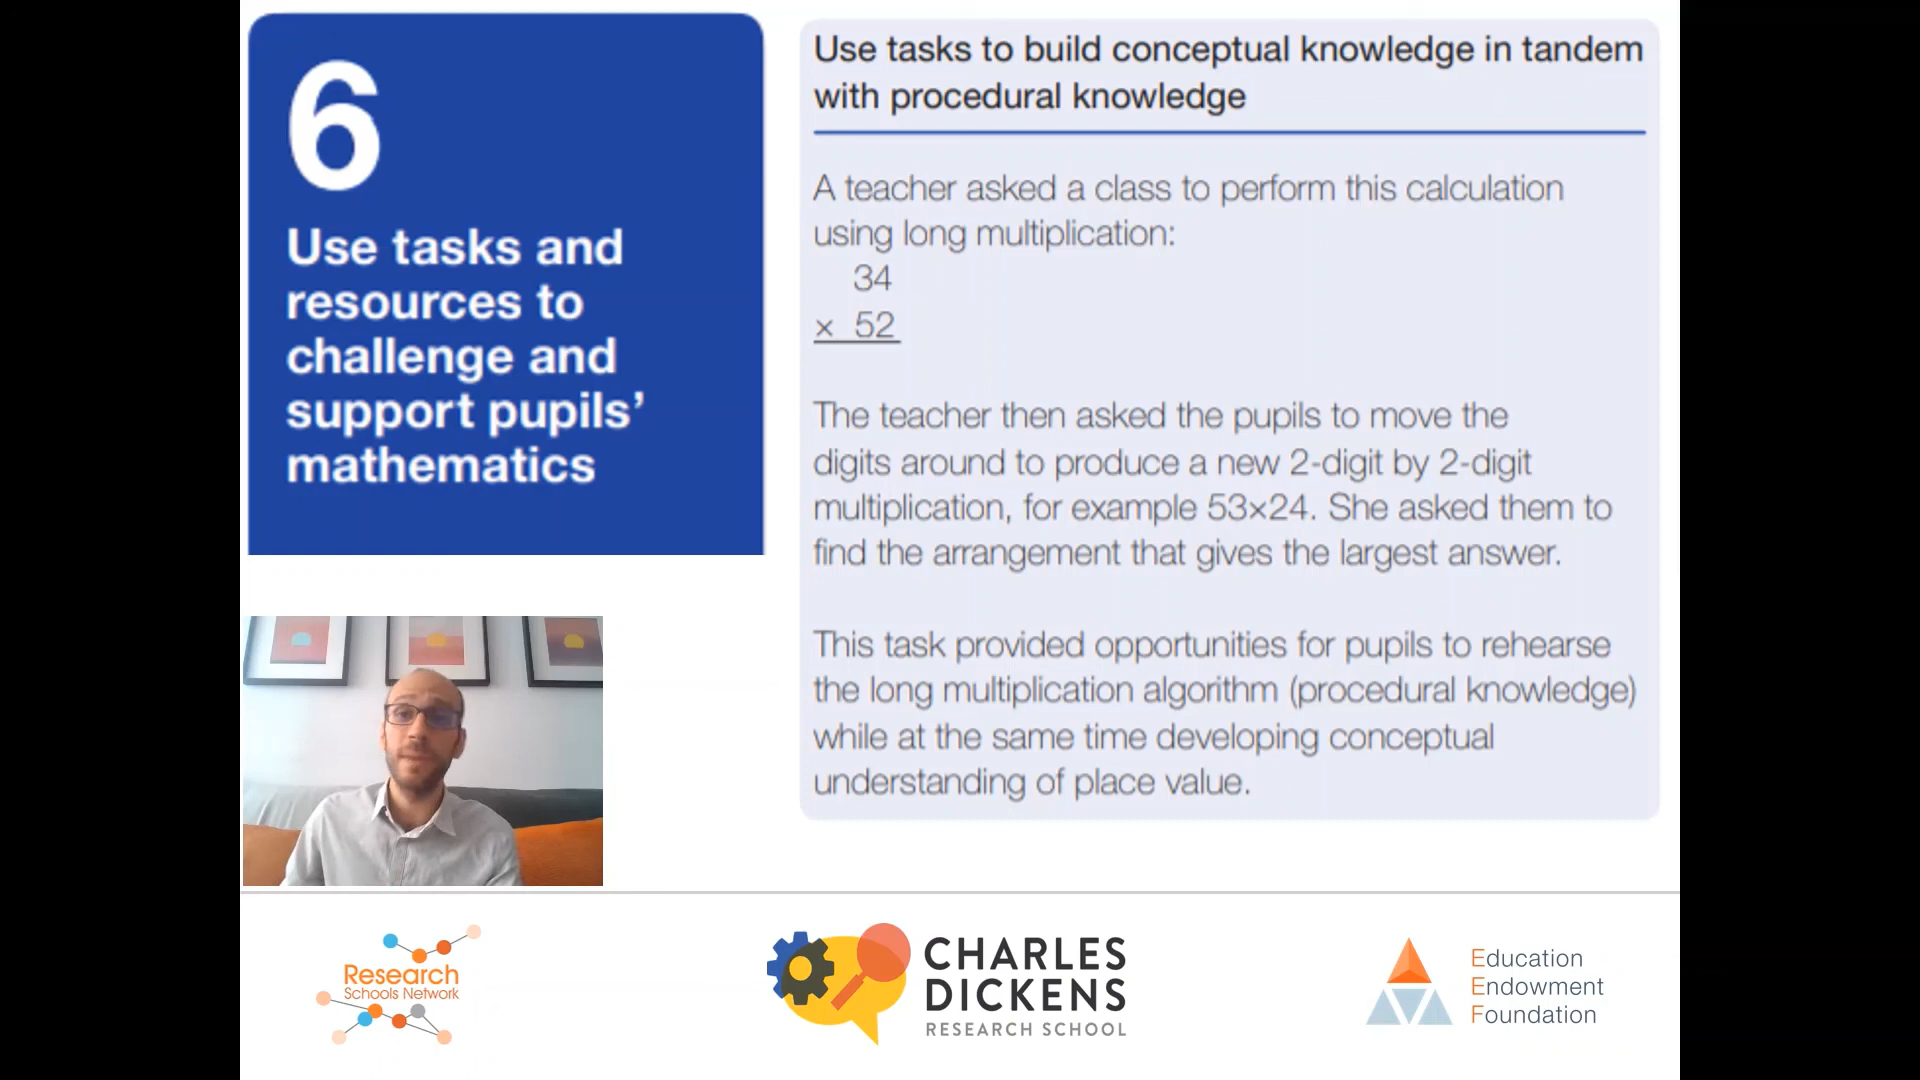 6
Use tasks and
resources to
challenge and
support pupils’
mathematics
Use tasks to build conceptual knowledge in tandem
with procedural knowledge
A teacher asked a class to perform this calculation
using long multiplication:
34
× 52
The teacher then asked the pupils to move the
digits around to produce a new 2-digit by 2-digit
multiplication, for example 53×24. She asked them to
find the arrangement that gives the largest answer.
This task provided opportunities for pupils to rehearse
the long multiplication algorithm (procedural knowledge)
while at the same time developing conceptual
understanding of place value.
Research
Schools Network
CHARLES
DICKENS
RESEARCH SCHOOL
Education
Endowment
Foundation